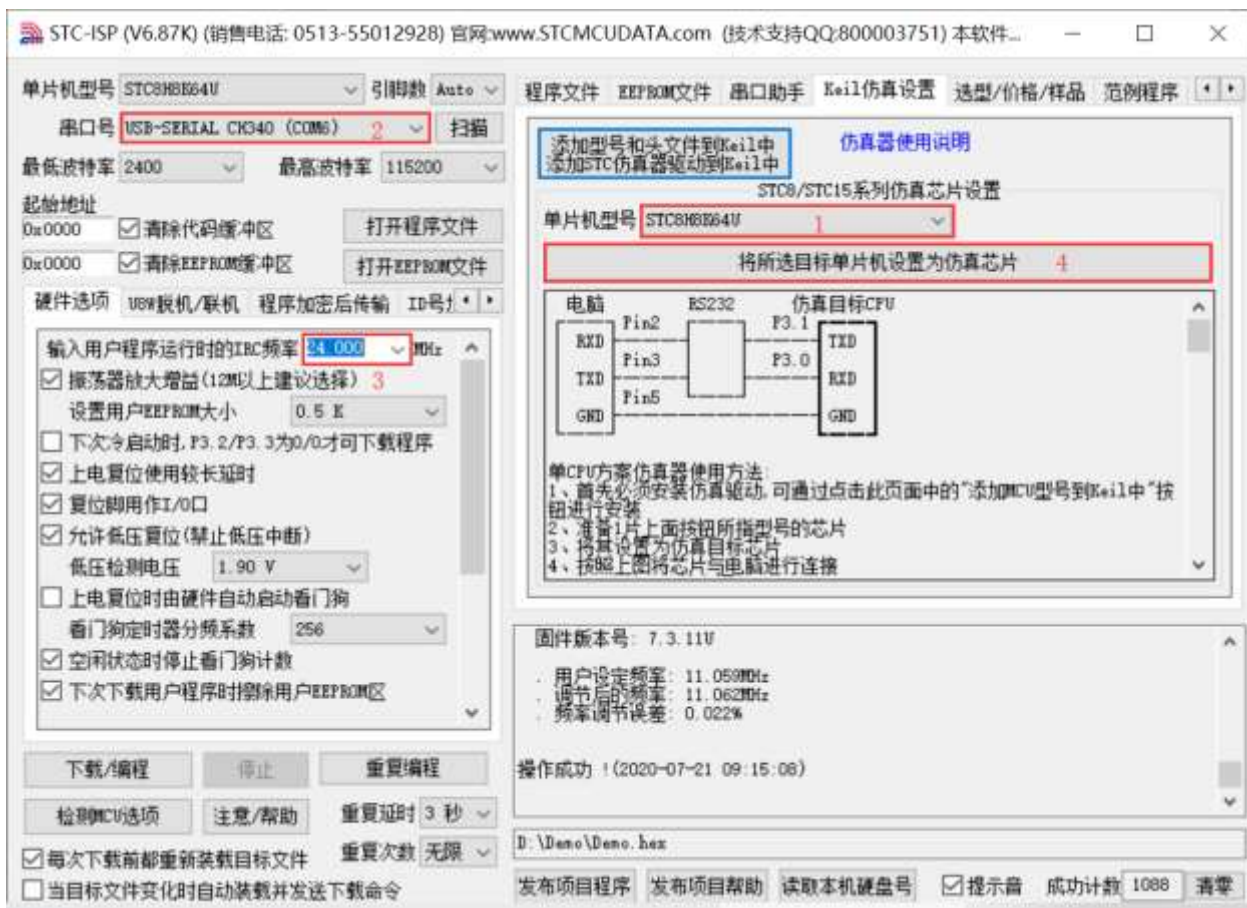 STC-ISP (V6.87K) (销售电话: 0513-55012928) 官网:www.STCMCUDATA.com (技术支持QQ:800003751) 本软件...
单片机型号 STC8H8K64U 引脚数 Auto
串口号 USB-SERIAL CH340 (COM6) 2 扫描
最低波特率 2400 最高波特率 115200
起始地址
0x0000 清除代码缓冲区 打开程序文件
0x0000 清除EEPROM缓冲区 打开EEPROM文件
硬件选项 U8W脱机/联机 程序加密后传输 ID号
输入用户程序运行时的IRC频率 24.000 MHz
振荡器放大增益(12M以上建议选择) 3
设置用户EEPROM大小 0.5 K
下次冷启动时,P3.2/P3.3为0/0才可下载程序
上电复位使用较长延时
复位脚用作I/O口
允许低压复位(禁止低压中断)
低压检测电压 1.90 V
上电复位时由硬件自动启动看门狗
看门狗定时器分频系数 256
空闲状态时停止看门狗计数
下次下载用户程序时擦除用户EEPROM区
下载/编程 停止 重复编程
检测MCU选项 注意/帮助 重复延时 3 秒
重复次数 无限
每次下载前都重新装载目标文件
当目标文件变化时自动装载并发送下载命令
程序文件 EEPROM文件 串口助手 Keil仿真设置 选型/价格/样品 范例程序
添加型号和头文件到Keil中
添加STC仿真器驱动到Keil中
仿真器使用说明
STC8/STC15系列仿真芯片设置
单片机型号 STC8H8K64U 1
将所选目标单片机设置为仿真芯片 4
电脑 RS232 仿真目标CPU
RXD Pin2 P3.1 TXD
TXD Pin3 P3.0 RXD
GND Pin5 GND
单CPU方案仿真器使用方法:
1、首先必须安装仿真驱动,可通过点击此页面中的"添加MCU型号到Keil中"按
钮进行安装
2、准备1片上面按钮所指型号的芯片
3、将其设置为仿真目标芯片
4、按照上图将芯片与电脑进行连接
固件版本号: 7.3.11U
. 用户设定频率: 11.059MHz
. 调节后的频率: 11.062MHz
. 频率调节误差: 0.022%
操作成功 !(2020-07-21 09:15:08)
D:\Demo\Demo.hex
发布项目程序 发布项目帮助 读取本机硬盘号 提示音 成功计数 1088 清零